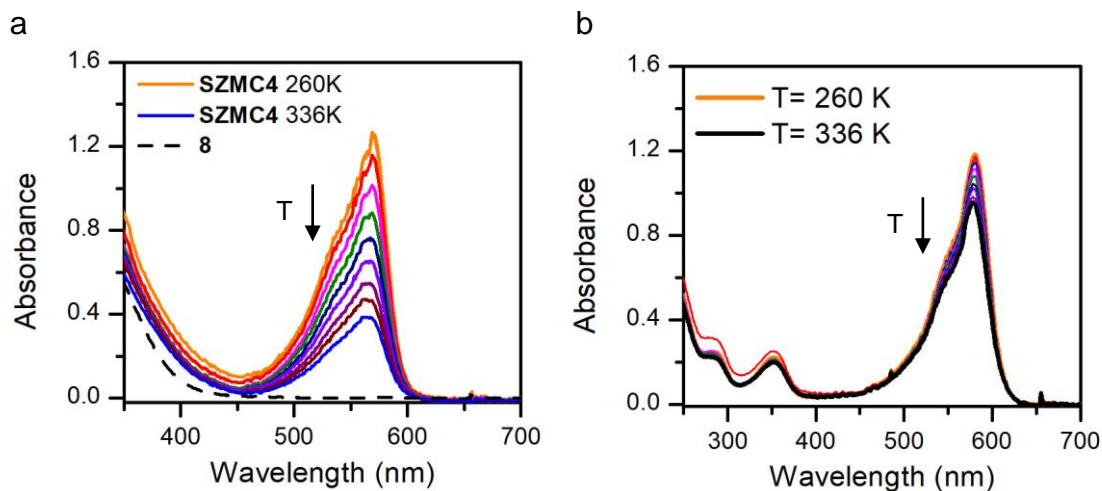 a
1.6
1.2
0.8
0.4
0.0
Absorbance
SZMC4 260K
SZMC4 336K
8
T
400
500
600
700
Wavelength (nm)
b
1.6
1.2
0.8
0.4
0.0
Absorbance
T= 260 K
T= 336 K
T
300
400
500
600
700
Wavelength (nm)